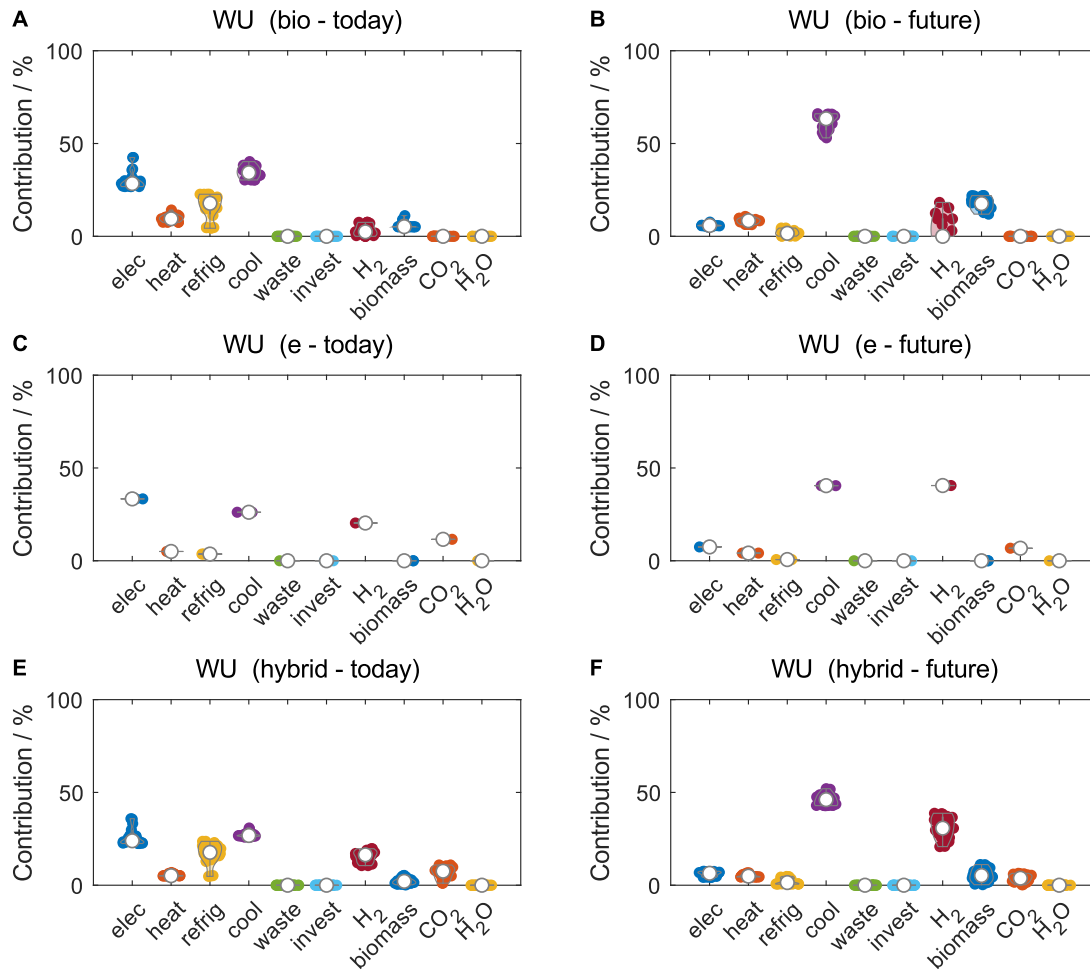 A
WU (bio - today)
Contribution / %
100
50
0
elec
heat
refrig
cool
waste
invest
H2
biomass
CO2
H2O
B
WU (bio - future)
Contribution / %
100
50
0
elec
heat
refrig
cool
waste
invest
H2
biomass
CO2
H2O
C
WU (e - today)
Contribution / %
100
50
0
elec
heat
refrig
cool
waste
invest
H2
biomass
CO2
H2O
D
WU (e - future)
Contribution / %
100
50
0
elec
heat
refrig
cool
waste
invest
H2
biomass
CO2
H2O
E
WU (hybrid - today)
Contribution / %
100
50
0
elec
heat
refrig
cool
waste
invest
H2
biomass
CO2
H2O
F
WU (hybrid - future)
Contribution / %
100
50
0
elec
heat
refrig
cool
waste
invest
H2
biomass
CO2
H2O